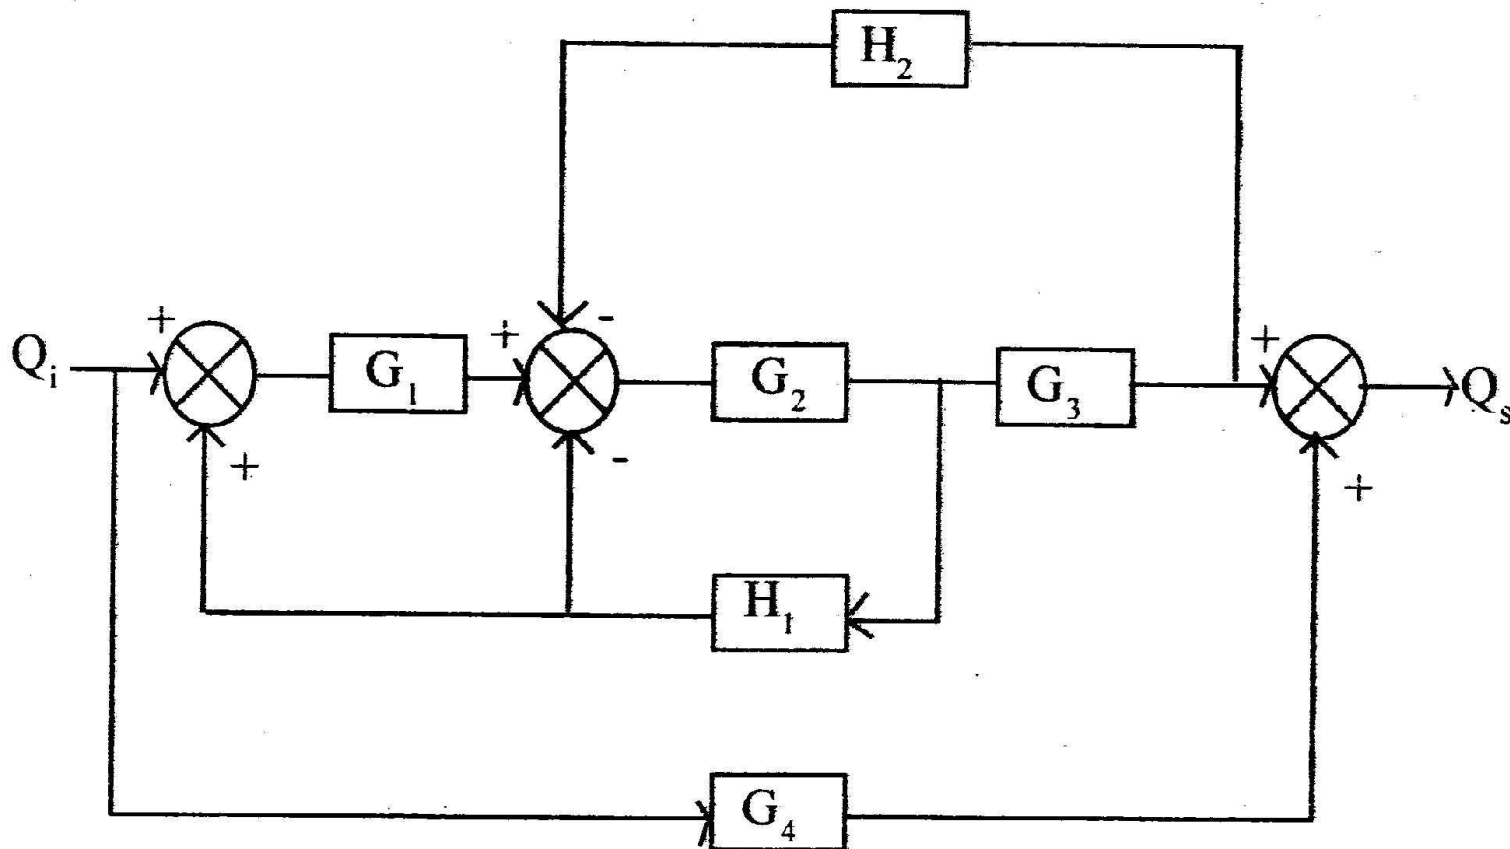 H₂
-
+ + +
Qᵢ G₁ G₂ G₃ Qₛ
+ - +
H₁
G₄